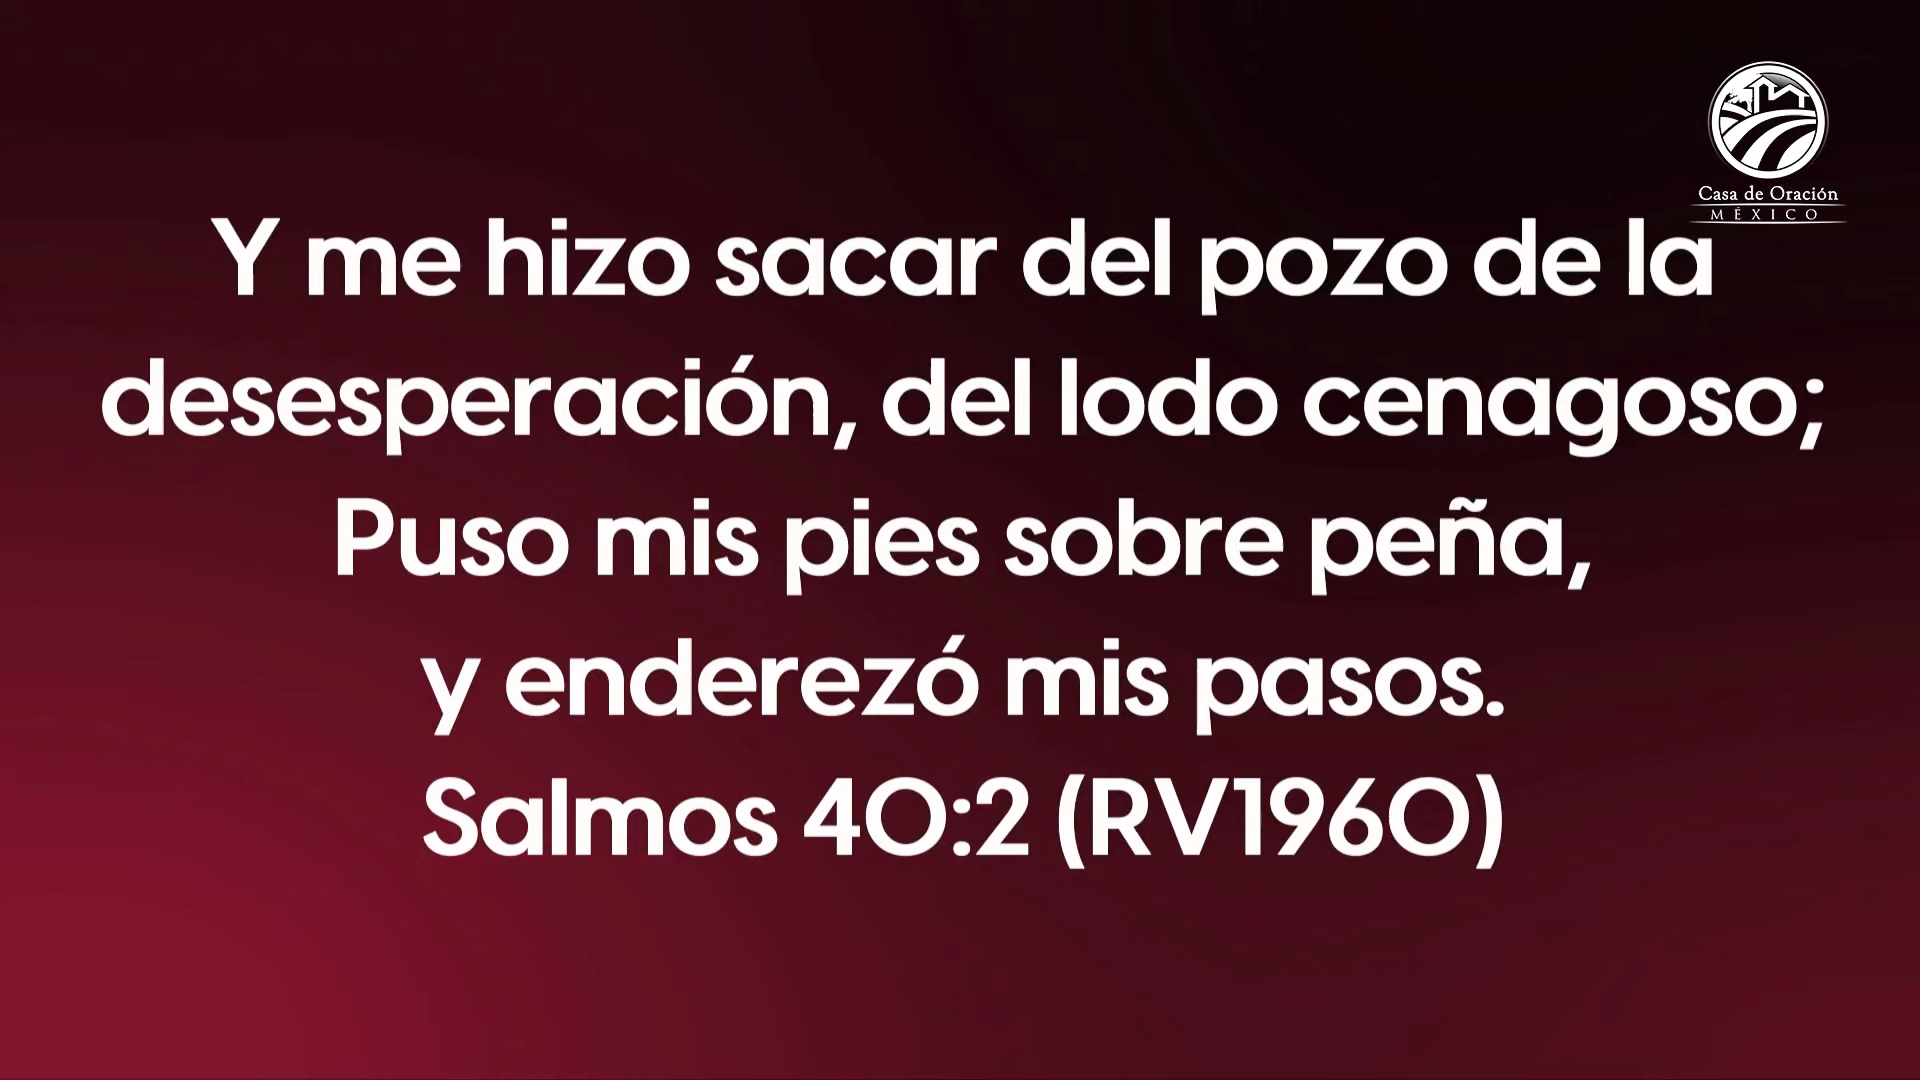 Casa de Oración
MÉXICO
Y me hizo sacar del pozo de la
desesperación, del lodo cenagoso;
Puso mis pies sobre peña,
y enderezó mis pasos.
Salmos 40:2 (RV1960)